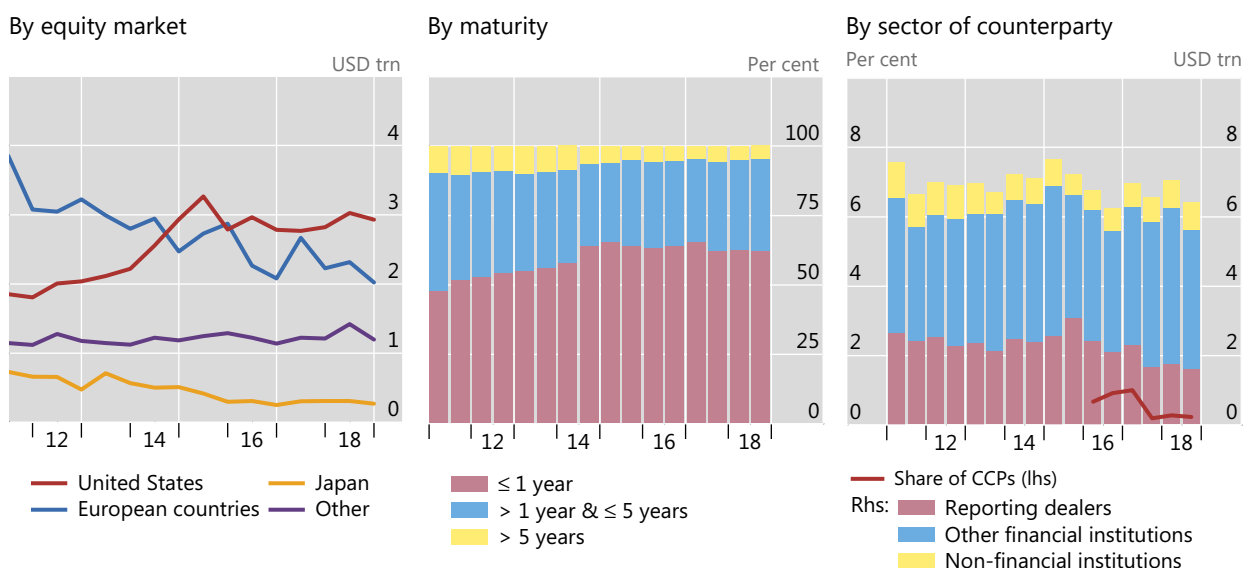 By equity market
USD trn
4
3
2
1
0
12 14 16 18
United States
Japan
European countries
Other
By maturity
Per cent
100
75
50
25
0
12 14 16 18
≤ 1 year
> 1 year & ≤ 5 years
> 5 years
By sector of counterparty
Per cent USD trn
8 8
6 6
4 4
2 2
0 0
12 14 16 18
Share of CCPs (lhs)
Rhs: Reporting dealers
Other financial institutions
Non-financial institutions